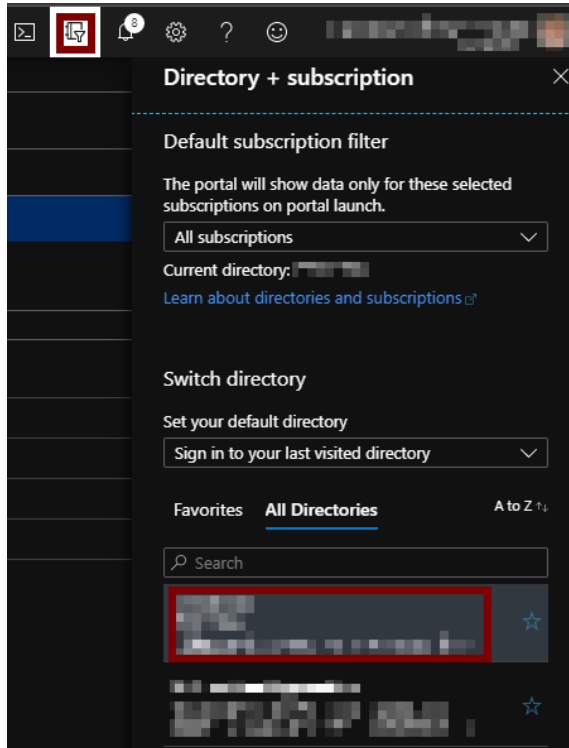 8
Directory + subscription
Default subscription filter
The portal will show data only for these selected
subscriptions on portal launch.
All subscriptions
Current directory:
Learn about directories and subscriptions
Switch directory
Set your default directory
Sign in to your last visited directory
Favorites All Directories A to Z ↑↓
Search